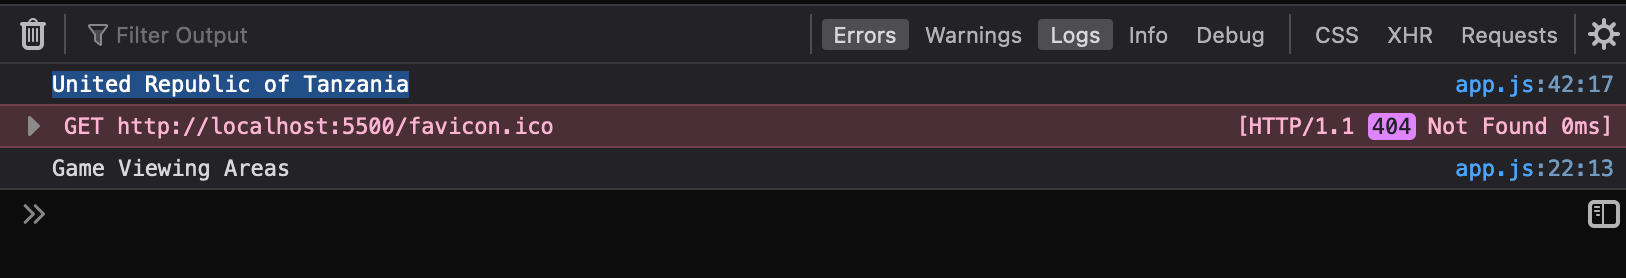 Filter Output Errors Warnings Logs Info Debug CSS XHR Requests
United Republic of Tanzania app.js:42:17
GET http://localhost:5500/favicon.ico [HTTP/1.1 404 Not Found 0ms]
Game Viewing Areas app.js:22:13